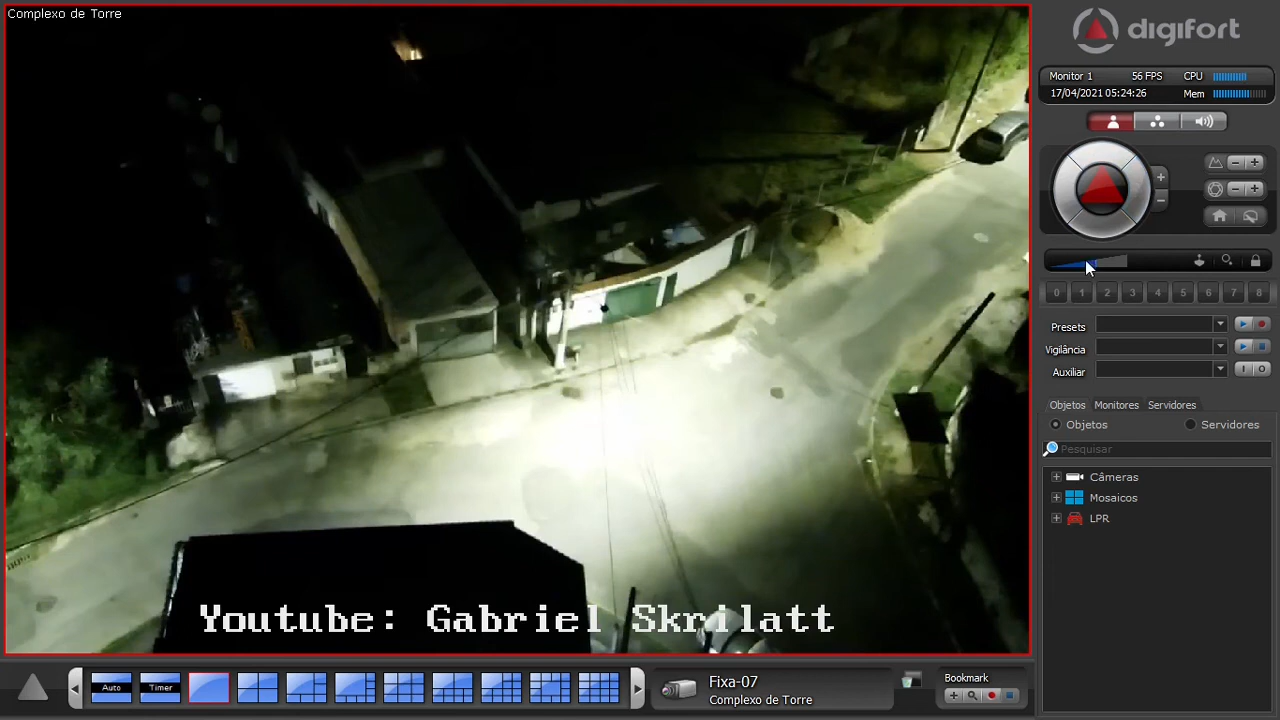 Complexo de Torre
digifort
Monitor 1 56 FPS CPU
17/04/2021 05:24:26 Mem
0 1 2 3 4 5 6 7 8
Presets
Vigilância
Auxiliar
I O
Objetos Monitores Servidores
Objetos Servidores
Pesquisar
Câmeras
Mosaicos
LPR
Youtube: Gabriel Skrilatt
Auto Timer
Fixa-07
Complexo de Torre
Bookmark